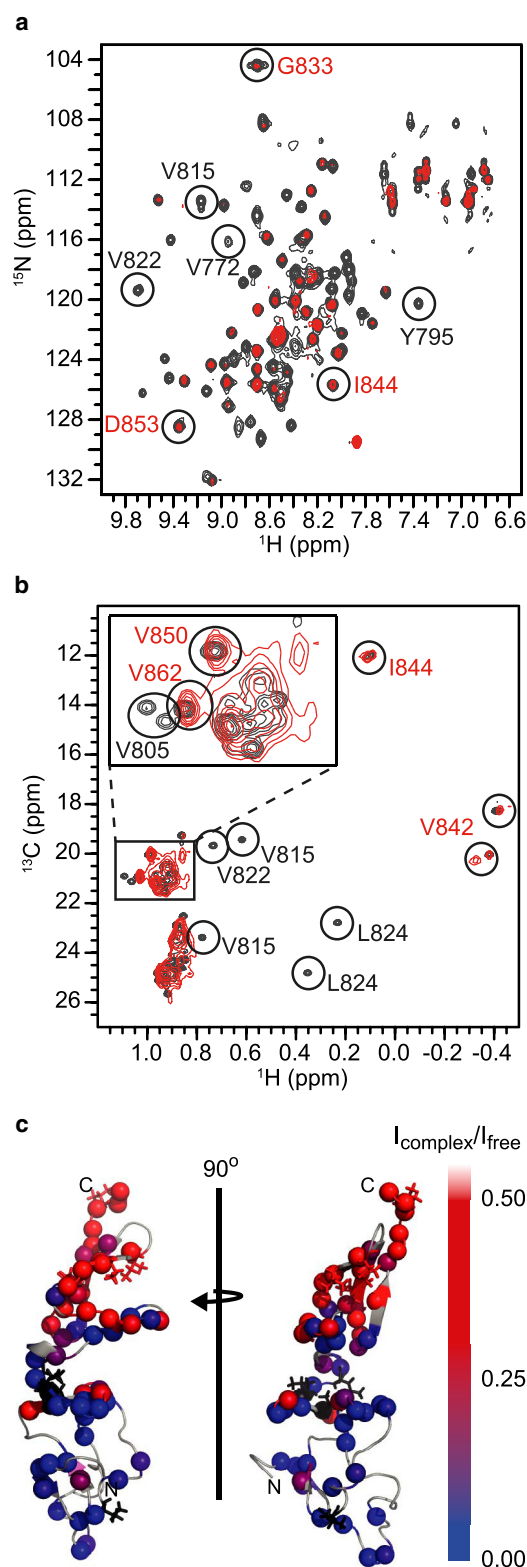 a
104
G833
108
V815
112
116
V772
V822
120
Y795
124
I844
D853
128
132
¹⁵N (ppm)
9.8 9.4 9.0 8.6 8.2 7.8 7.4 7.0 6.6
¹H (ppm)
b
V850
V862
V805
I844
V842
V815
V822
V815
L824
L824
12
14
16
18
20
22
24
26
¹³C (ppm)
1.0 0.8 0.6 0.4 0.2 0.0 -0.2 -0.4
¹H (ppm)
c
I_complex/I_free
90°
C
C
0.50
0.25
0.00
N
N